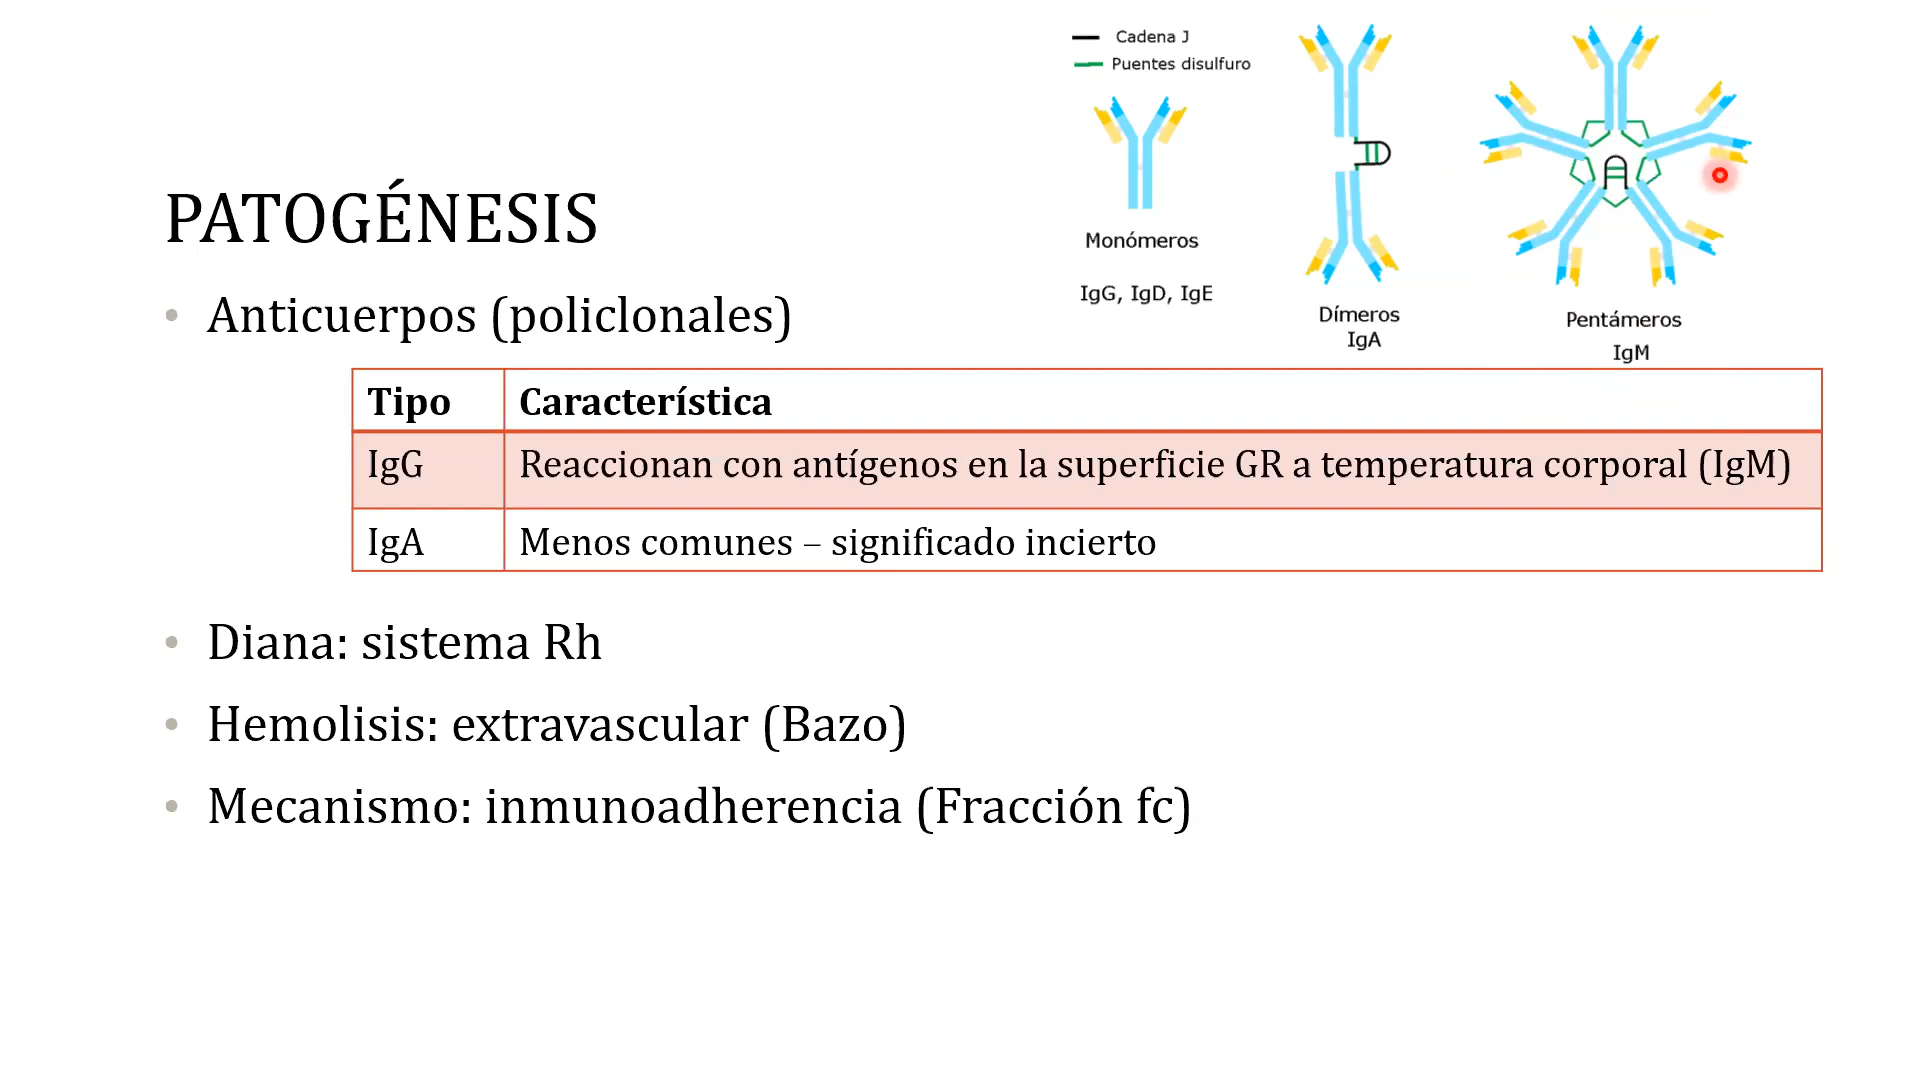 Cadena J
Puentes disulfuro
Monómeros
IgG, IgD, IgE
Dímeros
IgA
Pentámeros
IgM
PATOGÉNESIS
• Anticuerpos (policlonales)
Tipo Característica
IgG Reaccionan con antígenos en la superficie GR a temperatura corporal (IgM)
IgA Menos comunes – significado incierto
• Diana: sistema Rh
• Hemolisis: extravascular (Bazo)
• Mecanismo: inmunoadherencia (Fracción fc)